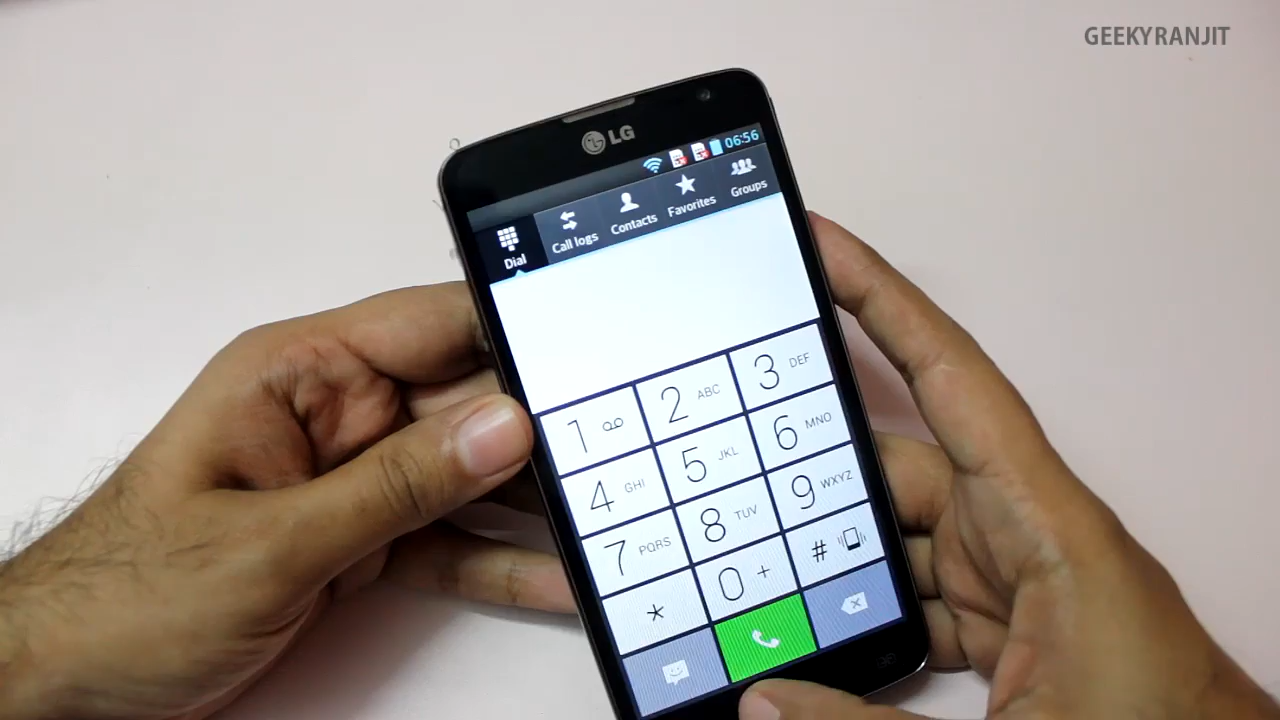 GEEKYRANJIT
LG
06:56
Dial
Call logs
Contacts
Favorites
Groups
1
2 ABC
3 DEF
4 GHI
5 JKL
6 MNO
7 PQRS
8 TUV
9 WXYZ
*
0 +
#